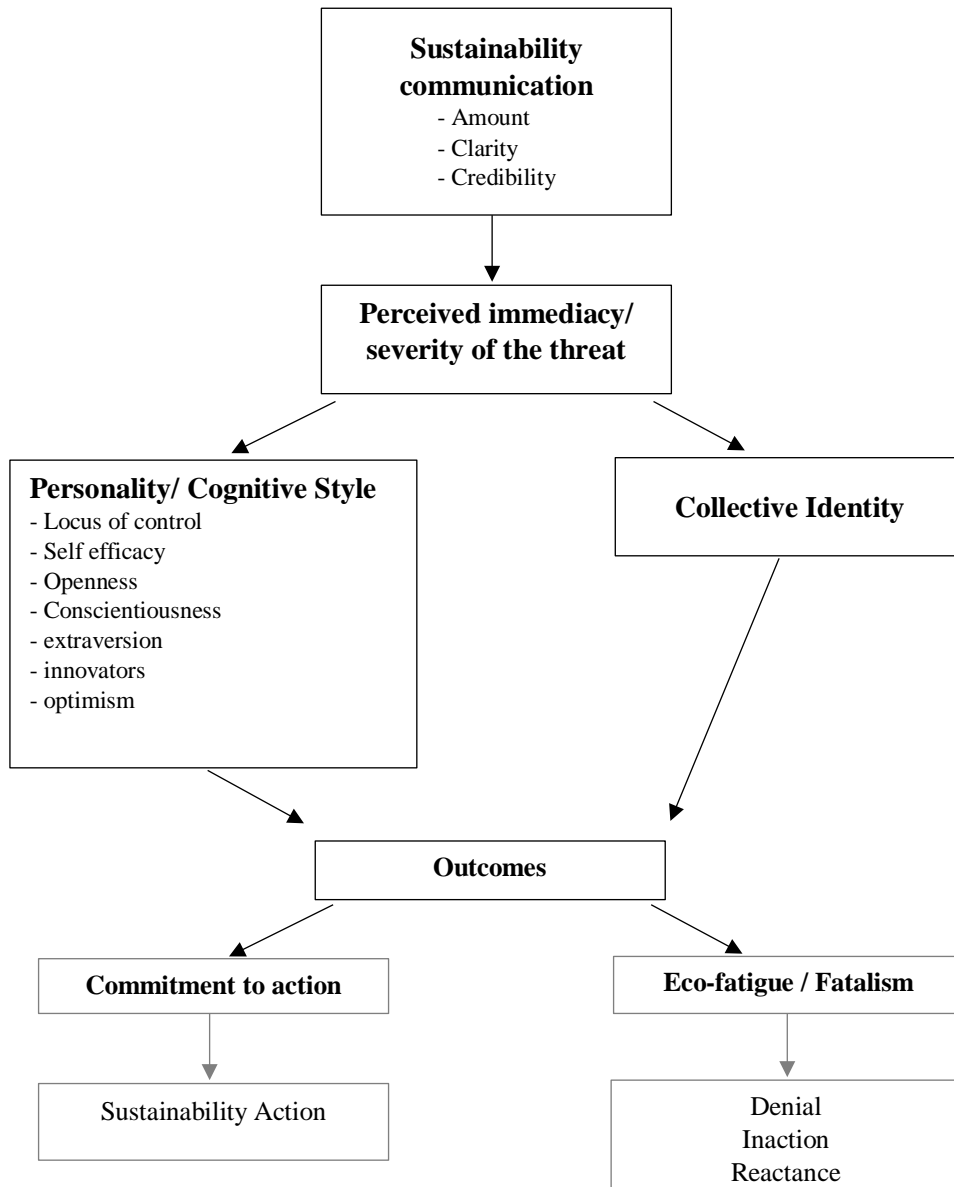 Sustainability
communication
- Amount
- Clarity
- Credibility
Perceived immediacy/
severity of the threat
Personality/ Cognitive Style
- Locus of control
- Self efficacy
- Openness
- Conscientiousness
- extraversion
- innovators
- optimism
Collective Identity
Outcomes
Commitment to action
Eco-fatigue / Fatalism
Sustainability Action
Denial
Inaction
Reactance